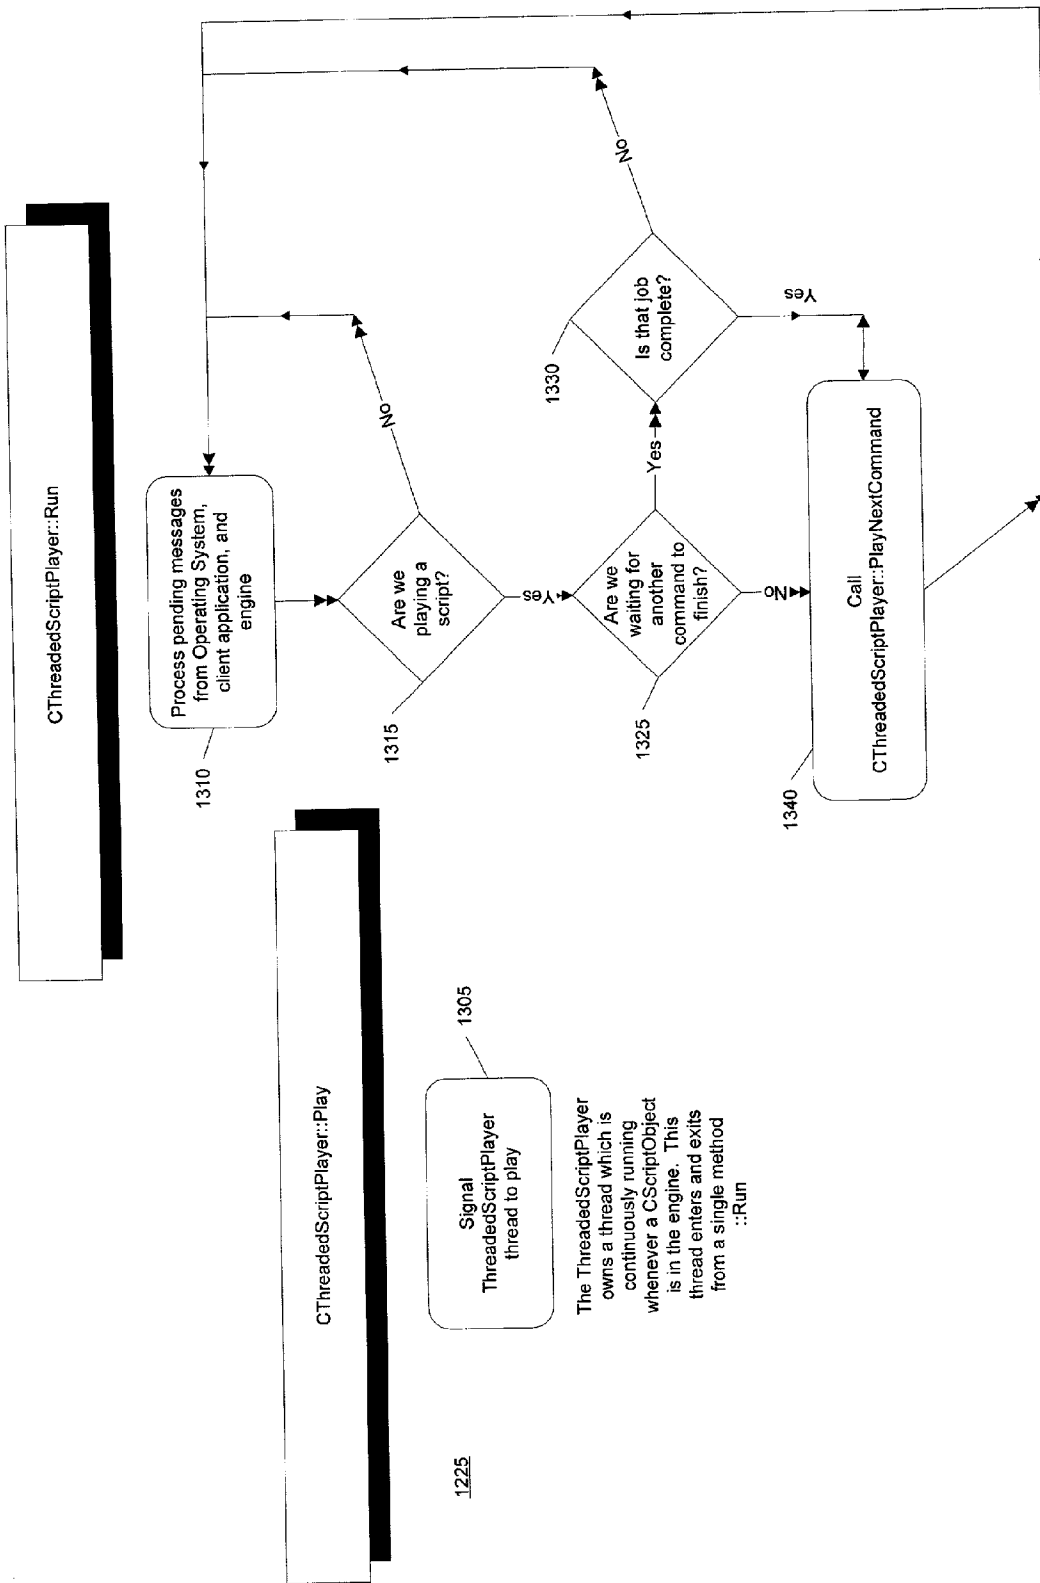 CThreadedScriptPlayer::Run
Process pending messages
from Operating System,
client application, and
engine
1310
Are we
playing a
script?
1315
No
Yes
Are we
waiting for
another
command to
finish?
1325
Yes
No
Is that job
complete?
1330
No
Yes
Call
CThreadedScriptPlayer::PlayNextCommand
1340
CThreadedScriptPlayer::Play
Signal
ThreadedScriptPlayer
thread to play
1305
The ThreadedScriptPlayer
owns a thread which is
continuously running
whenever a CScriptObject
is in the engine. This
thread enters and exits
from a single method
::Run
1225